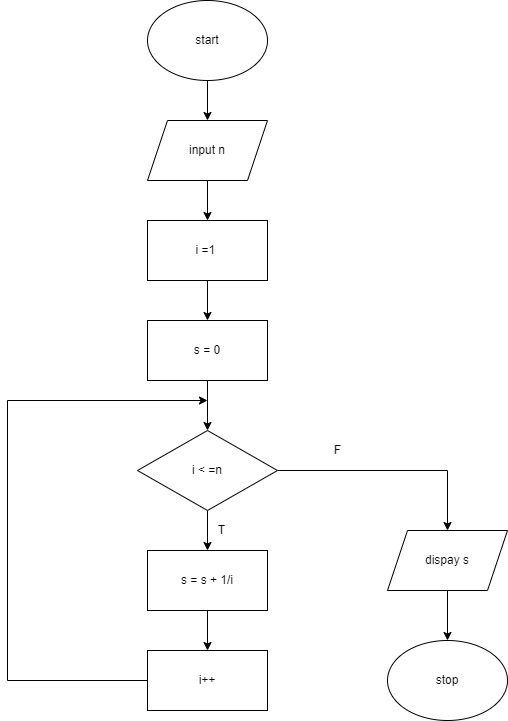 start
input n
i =1
s = 0
i < =n
F
T
s = s + 1/i
dispay s
i++
stop